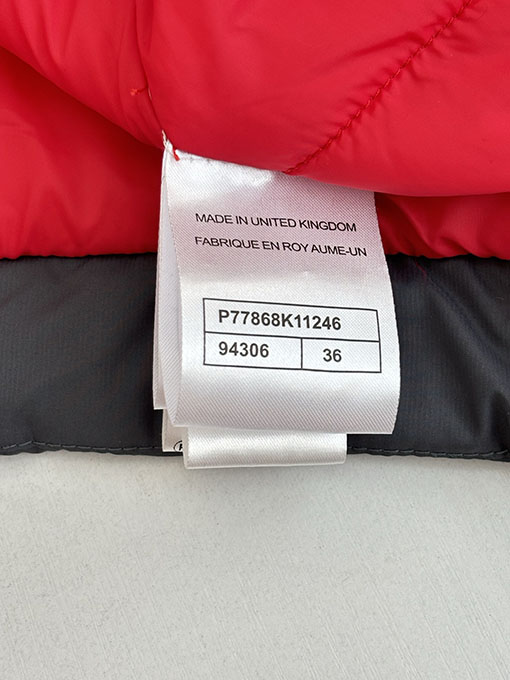 MADE IN UNITED KINGDOM
FABRIQUE EN ROY AUME-UN
P77868K11246
94306 36